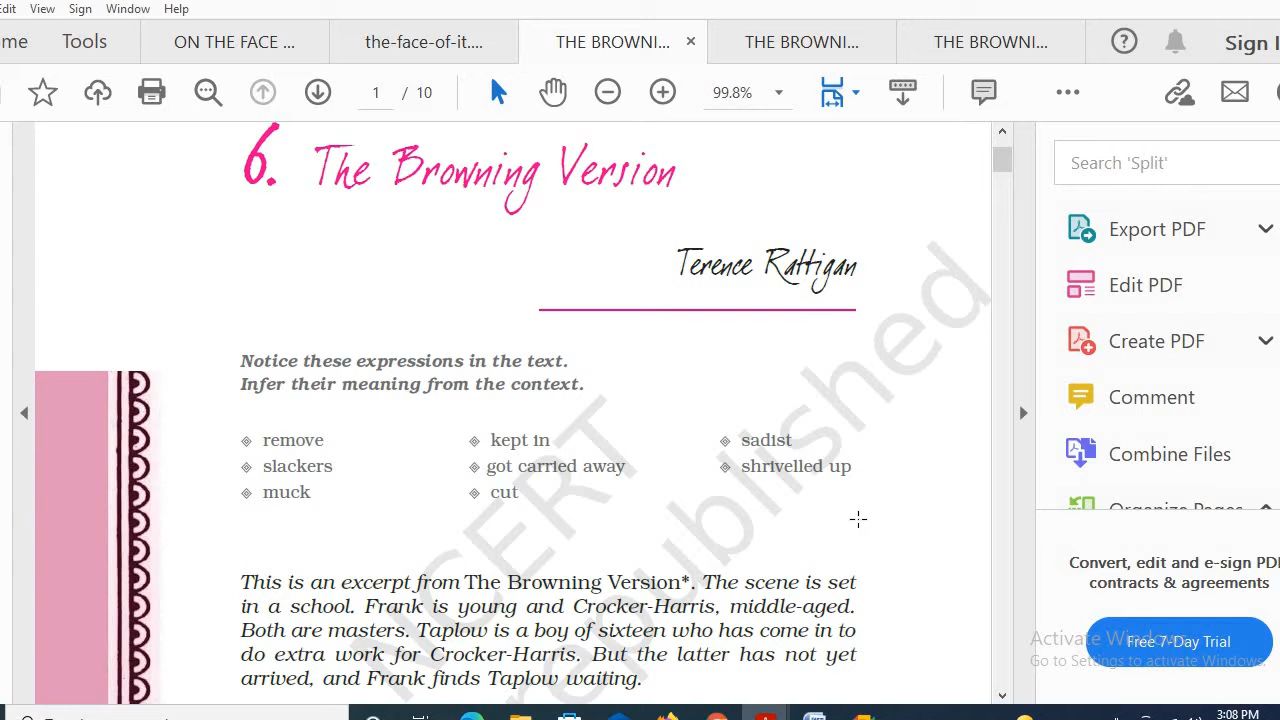 Edit View Sign Window Help
Home Tools ON THE FACE ... the-face-of-it.... THE BROWNI... × THE BROWNI... THE BROWNI... Sign I
1 / 10 99.8%
6. The Browning Version
Terence Rattigan
Notice these expressions in the text.
Infer their meaning from the context.
remove kept in sadist
slackers got carried away shrivelled up
muck cut
This is an excerpt from The Browning Version*. The scene is set
in a school. Frank is young and Crocker-Harris, middle-aged.
Both are masters. Taplow is a boy of sixteen who has come in to
do extra work for Crocker-Harris. But the latter has not yet
arrived, and Frank finds Taplow waiting.
NCERT
republished
Search 'Split'
Export PDF
Edit PDF
Create PDF
Comment
Combine Files
Organize Pages
Convert, edit and e-sign PDF
contracts & agreements
Free 7-Day Trial
Activate Windows
Go to Settings to activate Windows.
3:08 PM